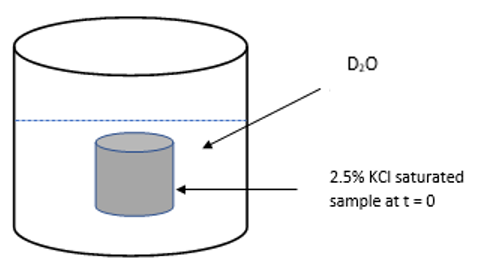 D₂O
2.5% KCl saturated
sample at t = 0